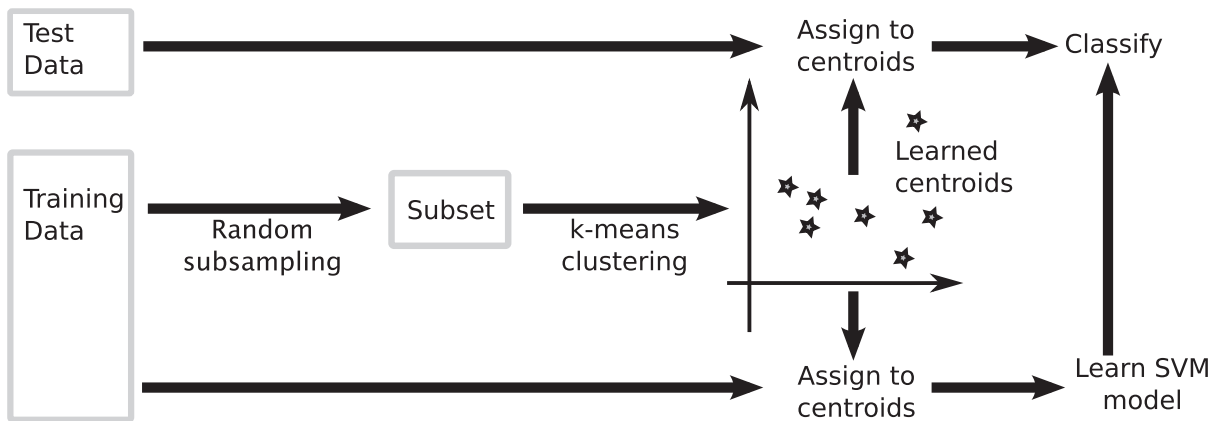 Test
Data
Assign to
centroids
Classify
Learned
centroids
Training
Data
Random
subsampling
Subset
k-means
clustering
Assign to
centroids
Learn SVM
model